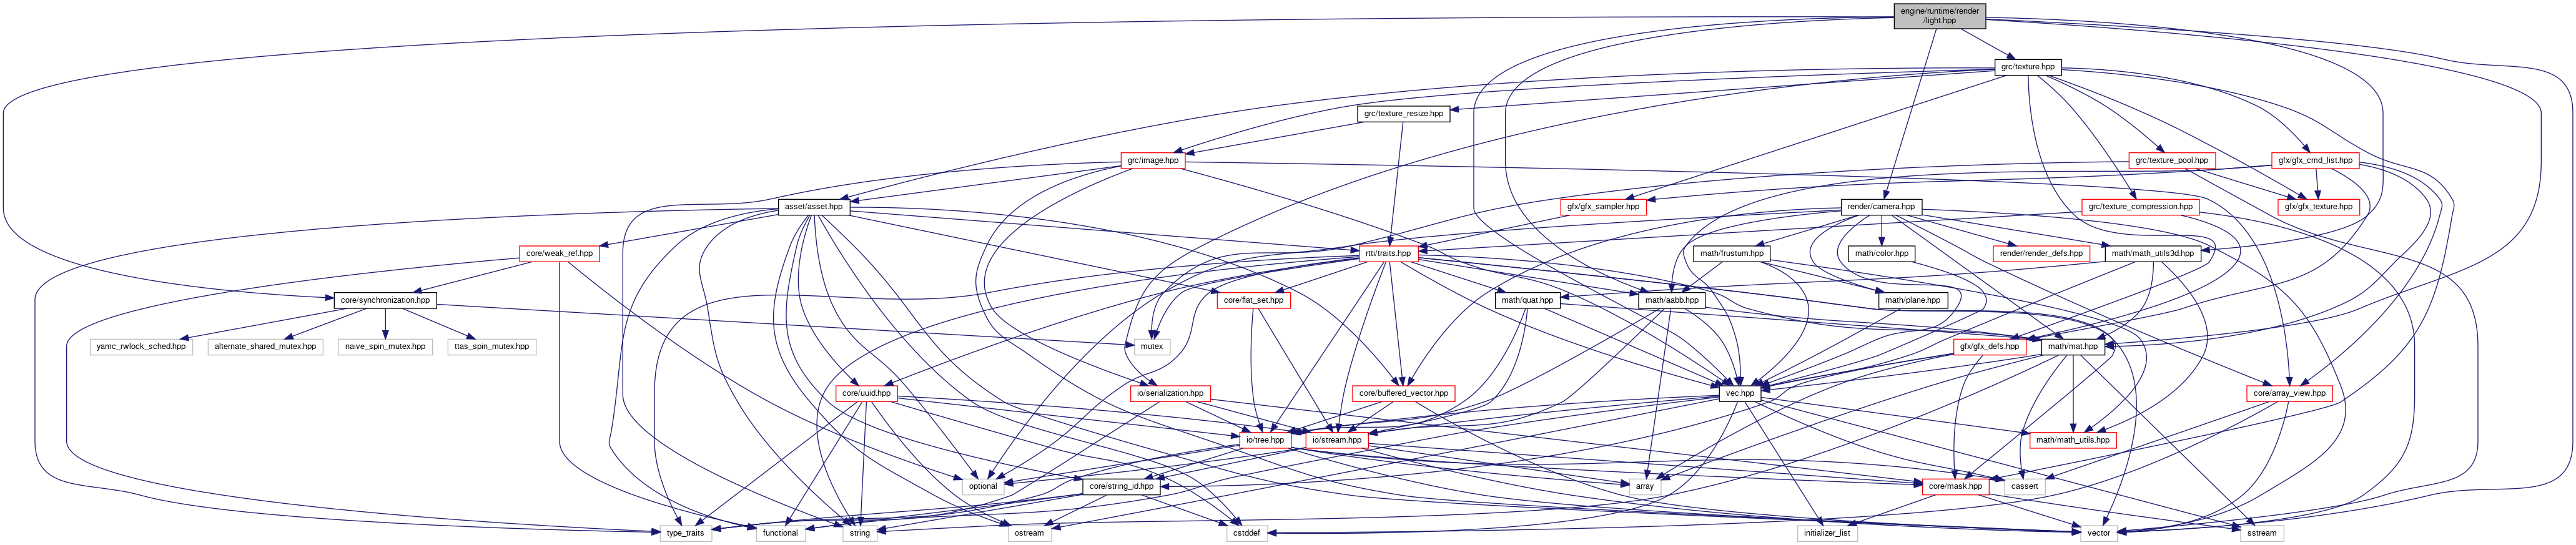 engine/runtime/render
/light.hpp
grc/texture.hpp
grc/texture_resize.hpp
grc/image.hpp
grc/texture_pool.hpp
gfx/gfx_cmd_list.hpp
asset/asset.hpp
gfx/gfx_sampler.hpp
render/camera.hpp
grc/texture_compression.hpp
gfx/gfx_texture.hpp
core/weak_ref.hpp
rtti/traits.hpp
math/frustum.hpp
math/color.hpp
render/render_defs.hpp
math/math_utils3d.hpp
core/synchronization.hpp
core/flat_set.hpp
math/quat.hpp
math/aabb.hpp
math/plane.hpp
yamc_rwlock_sched.hpp
alternate_shared_mutex.hpp
naive_spin_mutex.hpp
ttas_spin_mutex.hpp
mutex
gfx/gfx_defs.hpp
math/mat.hpp
core/uuid.hpp
io/serialization.hpp
core/buffered_vector.hpp
vec.hpp
core/array_view.hpp
io/tree.hpp
io/stream.hpp
math/math_utils.hpp
optional
core/string_id.hpp
array
core/mask.hpp
cassert
type_traits
functional
string
ostream
cstddef
initializer_list
vector
sstream